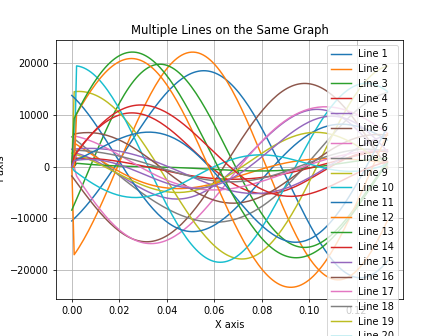 Multiple Lines on the Same Graph
20000
10000
0
−10000
−20000
0.00
0.02
0.04
0.06
0.08
0.10
X axis
Line 1
Line 2
Line 3
Line 4
Line 5
Line 6
Line 7
Line 8
Line 9
Line 10
Line 11
Line 12
Line 13
Line 14
Line 15
Line 16
Line 17
Line 18
Line 19
Line 20